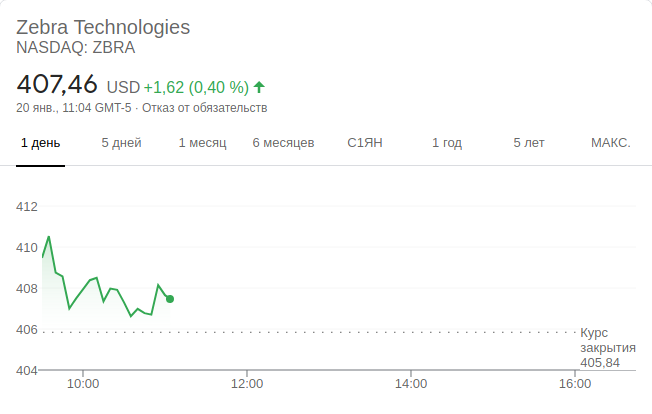 Zebra Technologies
NASDAQ: ZBRA
407,46 USD +1,62 (0,40 %)
20 янв., 11:04 GMT-5 · Отказ от обязательств
1 день 5 дней 1 месяц 6 месяцев С1ЯН 1 год 5 лет МАКС.
412
410
408
406
Курс
закрытия
405,84
404
10:00 12:00 14:00 16:00